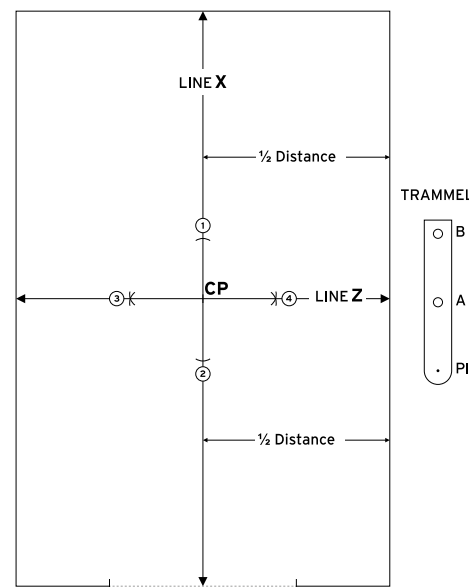 LINE X
½ Distance
TRAMMEL
1
B
3
CP
4
LINE Z
A
2
PI
½ Distance